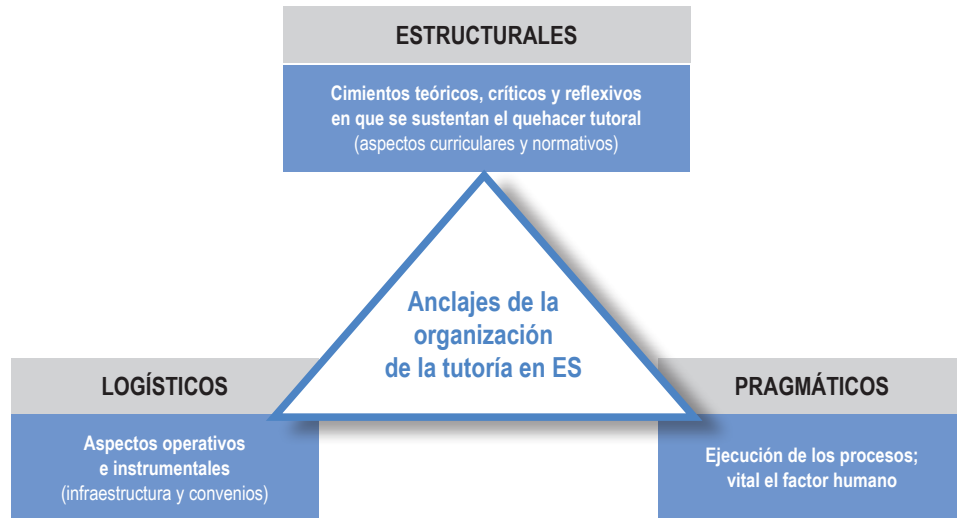 ESTRUCTURALES
Cimientos teóricos, críticos y reflexivos
en que se sustentan el quehacer tutoral
(aspectos curriculares y normativos)
Anclajes de la
organización
de la tutoría en ES
LOGÍSTICOS
Aspectos operativos
e instrumentales
(infraestructura y convenios)
PRAGMÁTICOS
Ejecución de los procesos;
vital el factor humano